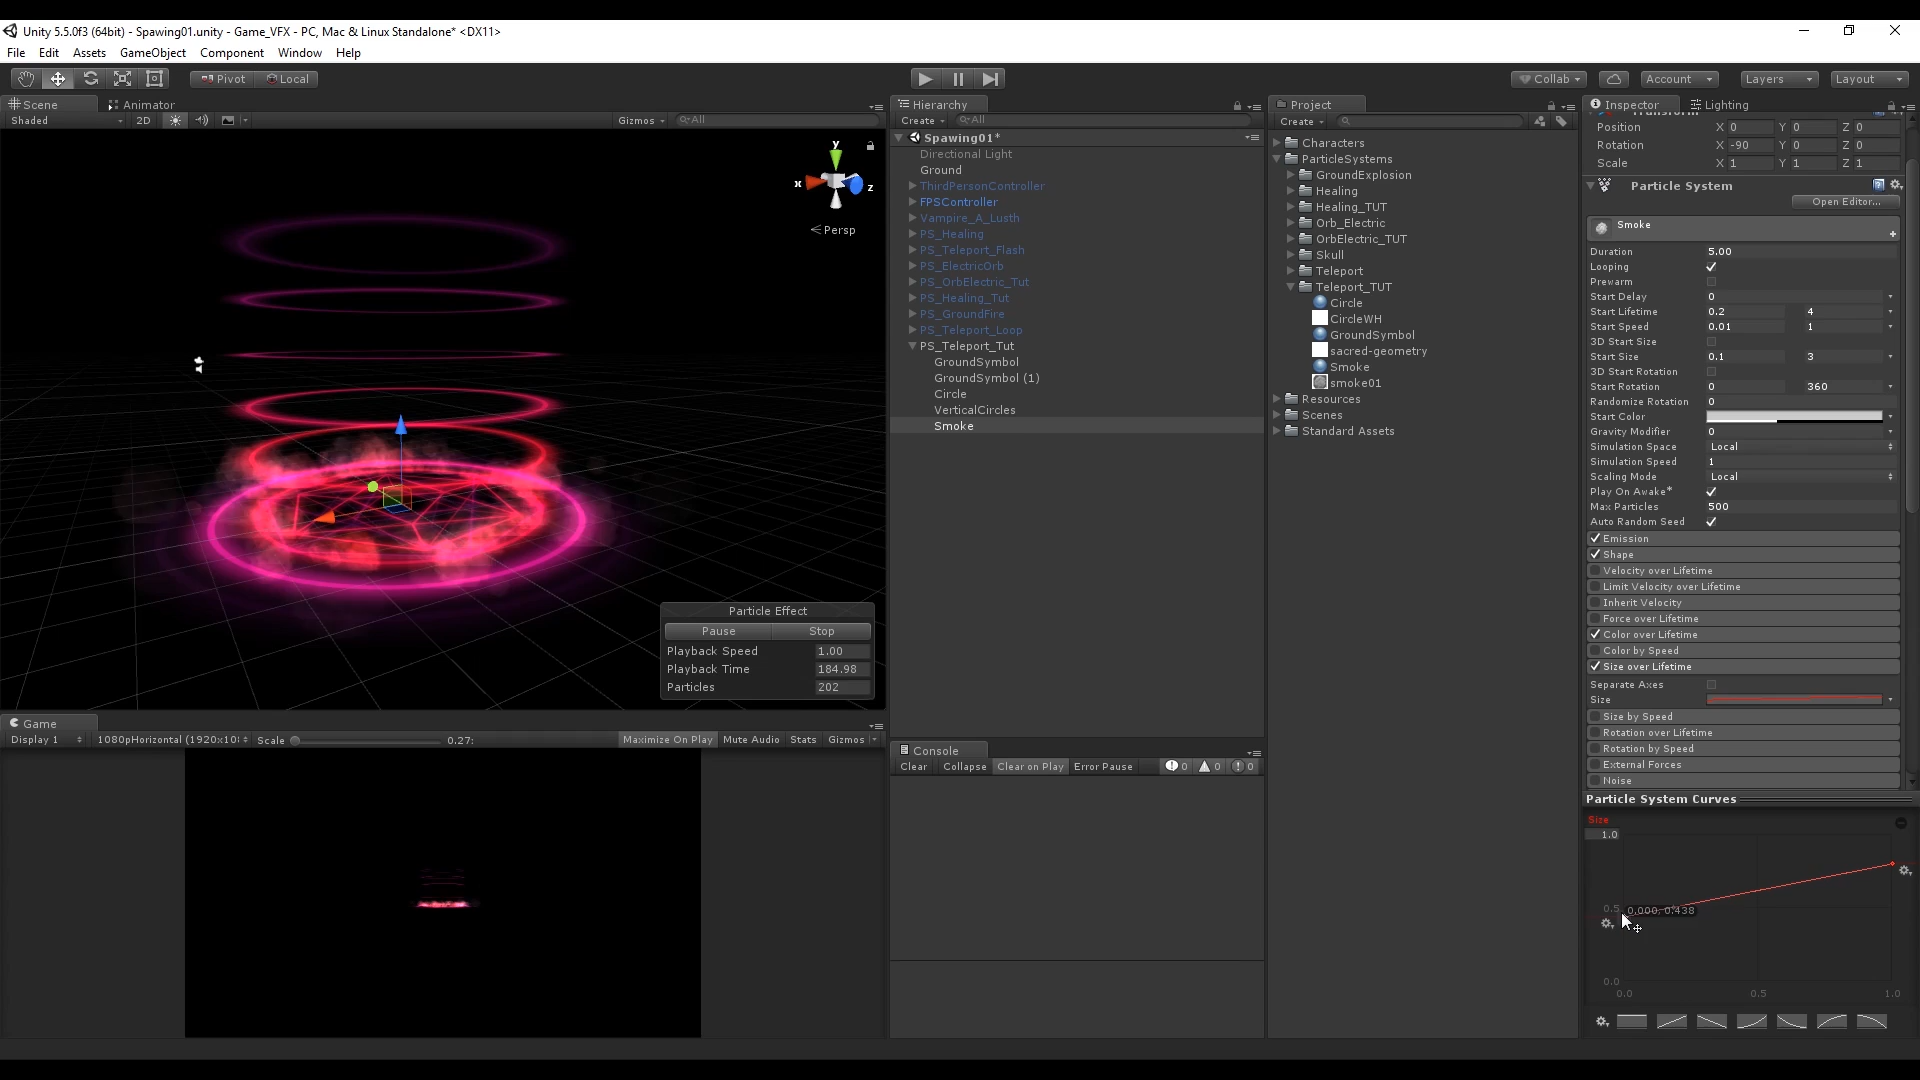 Unity 5.5.0f3 (64bit) - Spawing01.unity - Game_VFX - PC, Mac & Linux Standalone* <DX11>
File Edit Assets GameObject Component Window Help
Pivot Local Collab Account Layers Layout
Scene Animator
Shaded 2D Gizmos All
y
x z
Persp
Particle Effect
Pause Stop
Playback Speed 1.00
Playback Time 184.98
Particles 202
Game
Display 1 1080pHorizontal (1920x10 Scale 0.27: Maximize On Play Mute Audio Stats Gizmos
Hierarchy
Create All
Spawing01*
Directional Light
Ground
ThirdPersonController
FPSController
Vampire_A_Lusth
PS_Healing
PS_Teleport_Flash
PS_ElectricOrb
PS_OrbElectric_Tut
PS_Healing_Tut
PS_GroundFire
PS_Teleport_Loop
PS_Teleport_Tut
GroundSymbol
GroundSymbol (1)
Circle
VerticalCircles
Smoke
Console
Clear Collapse Clear on Play Error Pause 0 0 0
Project
Create
Characters
ParticleSystems
GroundExplosion
Healing
Healing_TUT
Orb_Electric
OrbElectric_TUT
Skull
Teleport
Teleport_TUT
Circle
CircleWH
GroundSymbol
sacred-geometry
Smoke
smoke01
Resources
Scenes
Standard Assets
Inspector Lighting
Transform
Position X 0 Y 0 Z 0
Rotation X -90 Y 0 Z 0
Scale X 1 Y 1 Z 1
Particle System
Open Editor...
Smoke
Duration 5.00
Looping
Prewarm
Start Delay 0
Start Lifetime 0.2 4
Start Speed 0.01 1
3D Start Size
Start Size 0.1 3
3D Start Rotation
Start Rotation 0 360
Randomize Rotation 0
Start Color
Gravity Modifier 0
Simulation Space Local
Simulation Speed 1
Scaling Mode Local
Play On Awake*
Max Particles 500
Auto Random Seed
Emission
Shape
Velocity over Lifetime
Limit Velocity over Lifetime
Inherit Velocity
Force over Lifetime
Color over Lifetime
Color by Speed
Size over Lifetime
Separate Axes
Size
Size by Speed
Rotation over Lifetime
Rotation by Speed
External Forces
Noise
Particle System Curves
Size
1.0
0.5 0.000, 0.438
0.0
0.0 0.5 1.0